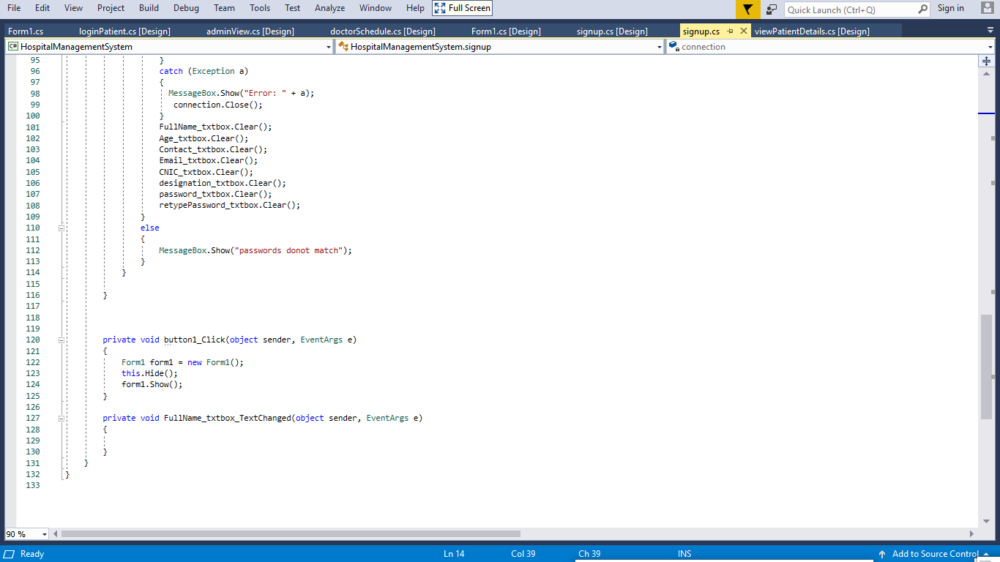 File Edit View Project Build Debug Team Tools Test Analyze Window Help Full Screen Quick Launch (Ctrl+Q) Sign in
Form1.cs loginPatient.cs [Design] adminView.cs [Design] doctorSchedule.cs [Design] Form1.cs [Design] signup.cs [Design] signup.cs viewPatientDetails.cs [Design]
C# HospitalManagementSystem HospitalManagementSystem.signup connection
95 }
96 catch (Exception a)
97 {
98 MessageBox.Show("Error: " + a);
99 connection.Close();
100 }
101 FullName_txtbox.Clear();
102 Age_txtbox.Clear();
103 Contact_txtbox.Clear();
104 Email_txtbox.Clear();
105 CNIC_txtbox.Clear();
106 designation_txtbox.Clear();
107 password_txtbox.Clear();
108 retypePassword_txtbox.Clear();
109 }
110 else
111 {
112 MessageBox.Show("passwords donot match");
113 }
114 }
115
116 }
117
118
119
120 private void button1_Click(object sender, EventArgs e)
121 {
122 Form1 form1 = new Form1();
123 this.Hide();
124 form1.Show();
125 }
126
127 private void FullName_txtbox_TextChanged(object sender, EventArgs e)
128 {
129
130 }
131 }
132 }
133
90 %
Ready Ln 14 Col 39 Ch 39 INS Add to Source Control